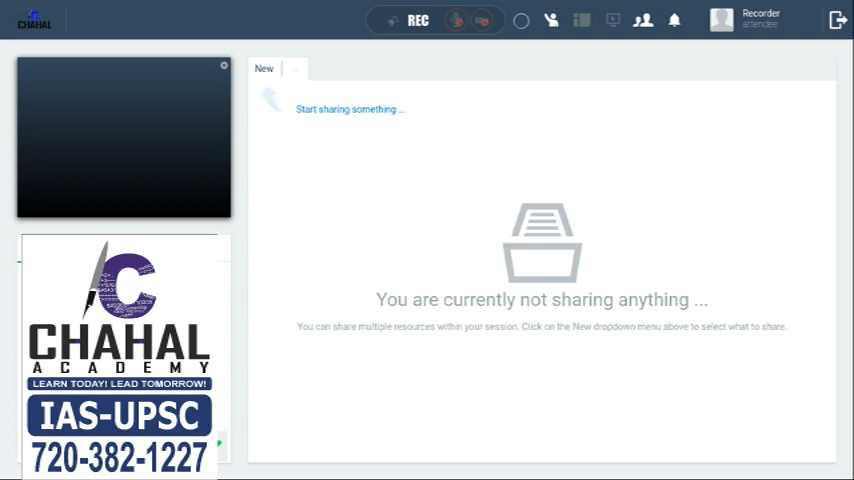 CHAHAL
REC
Recorder
attendee
New
Start sharing something ...
C
CHAHAL
ACADEMY
LEARN TODAY! LEAD TOMORROW!
IAS-UPSC
720-382-1227
You are currently not sharing anything ...
You can share multiple resources within your session. Click on the New dropdown menu above to select what to share.